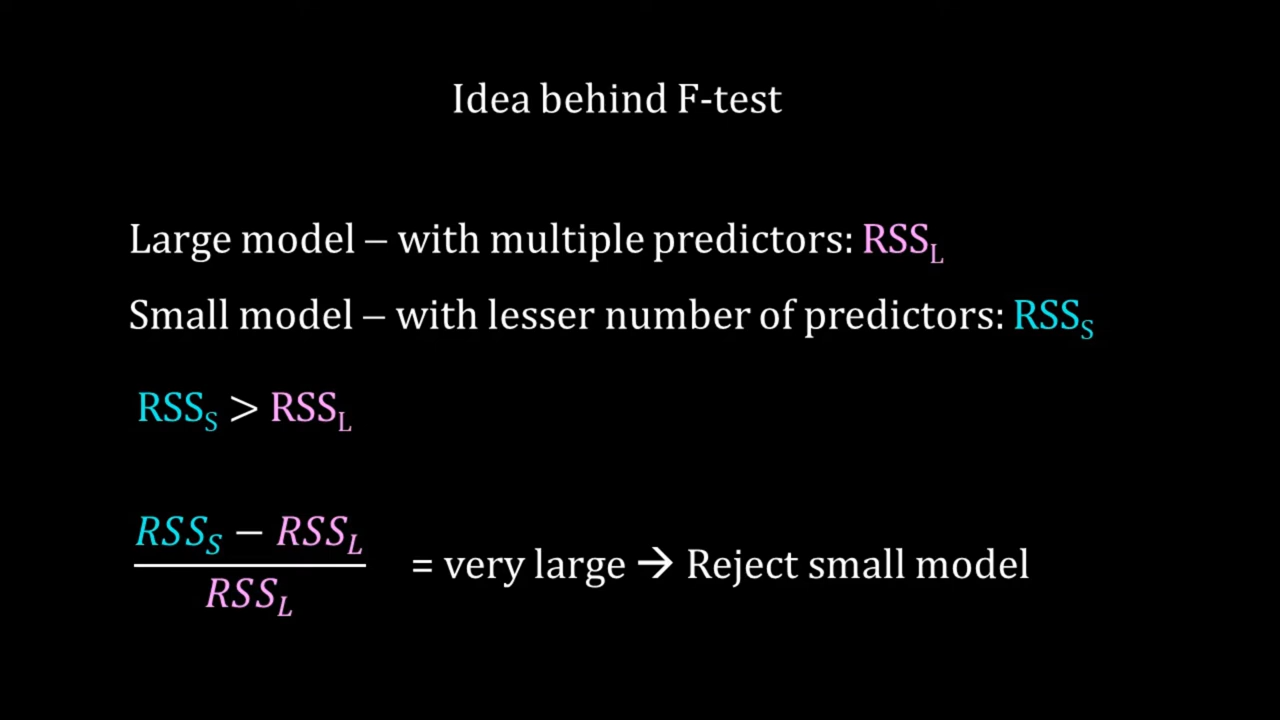 Idea behind F-test
Large model – with multiple predictors: RSS_L
Small model – with lesser number of predictors: RSS_S
RSS_S > RSS_L
RSS_S − RSS_L
RSS_L
= very large → Reject small model